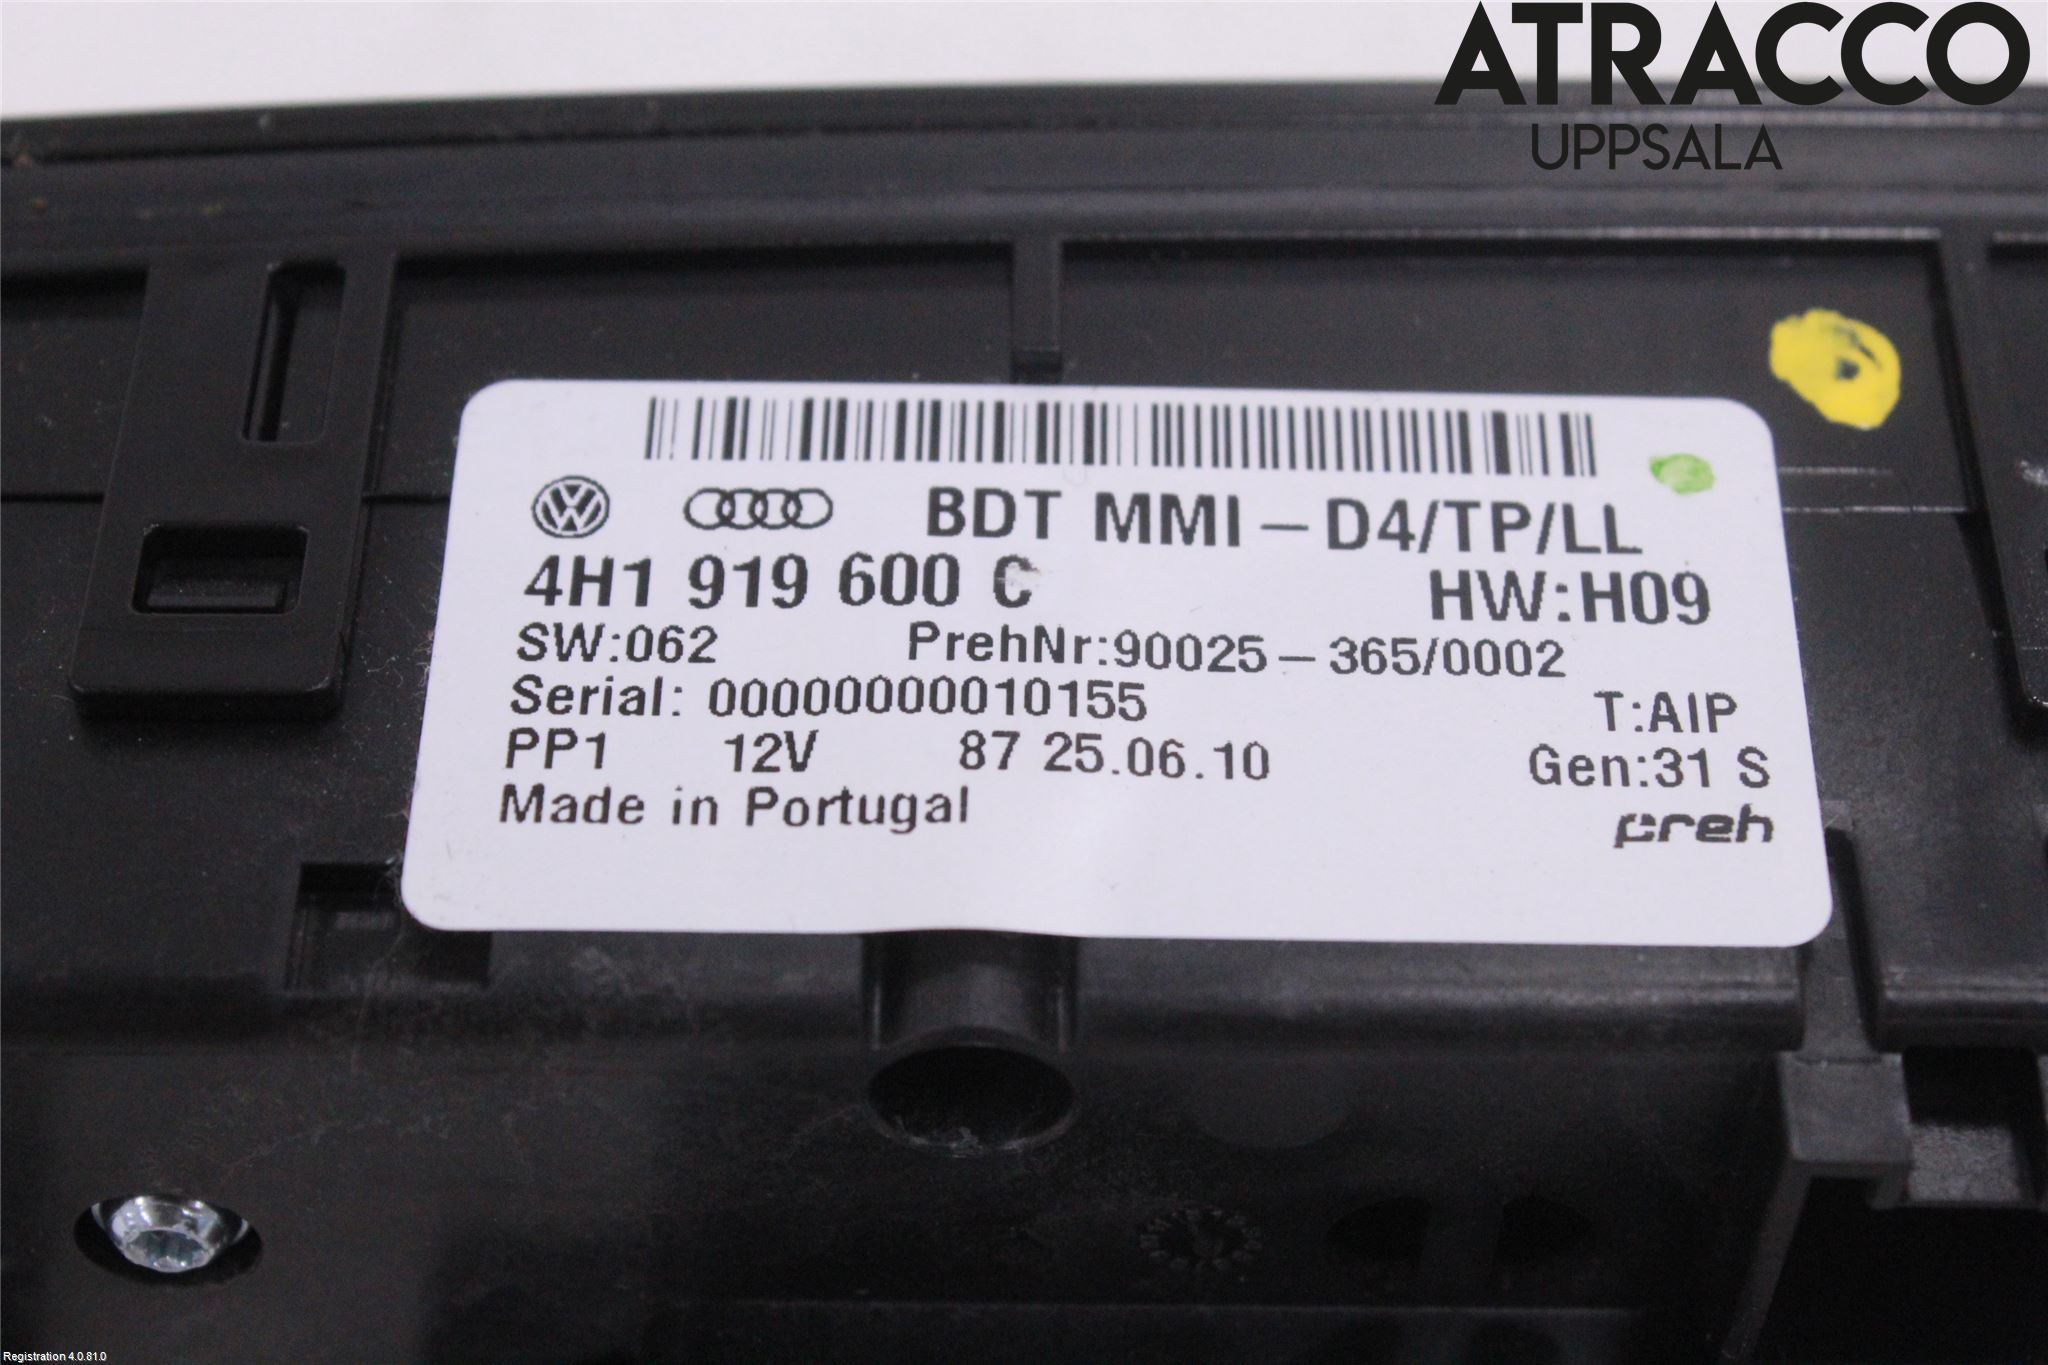 ATRACCO
UPPSALA
BDT MMI - D4/TP/LL
4H1 919 600 C HW:H09
SW:062 PrehNr:90025-365/0002
Serial: 00000000010155 T:AIP
PP1 12V 87 25.06.10 Gen:31 S
Made in Portugal preh
Registration 4.0.81.0